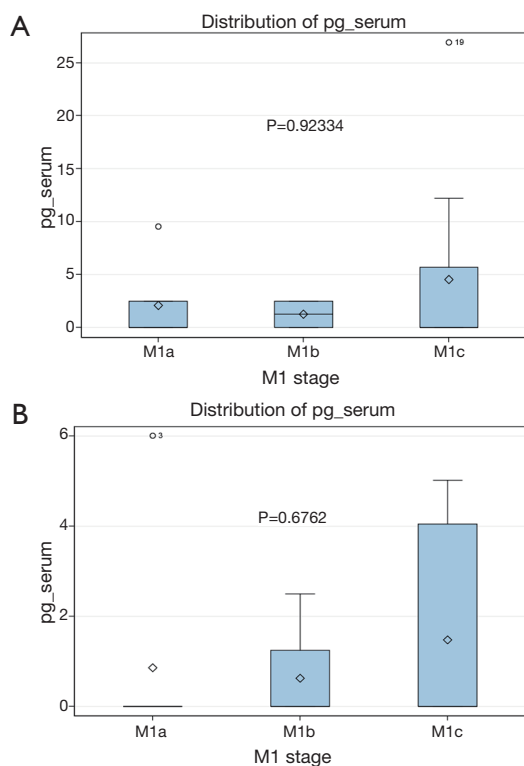 A
Distribution of pg_serum
25
20
15
10
5
0
pg_serum
19
P=0.92334
M1a
M1b
M1c
M1 stage
B
Distribution of pg_serum
6
4
2
0
pg_serum
3
P=0.6762
M1a
M1b
M1c
M1 stage